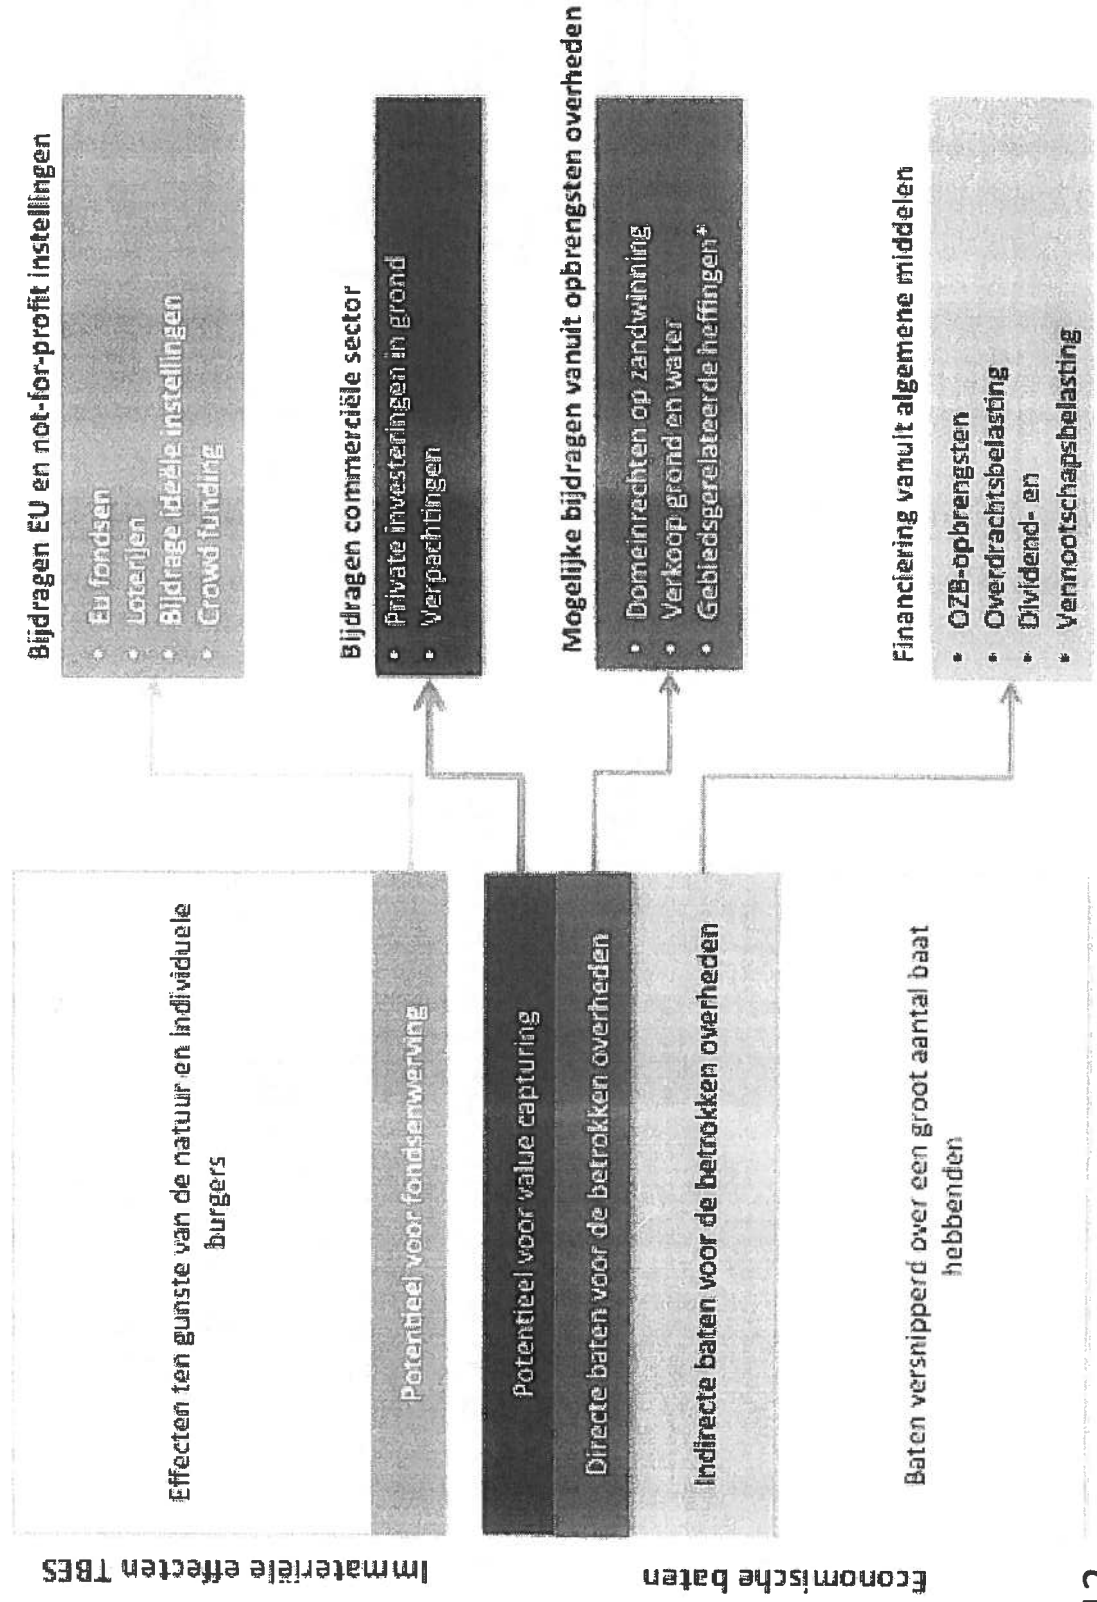 Immateriële effecten TBES
Effecten ten gunste van de natuur en individuele
burgers
Potentieel voor fondsenwerving
Economische baten
Potentieel voor value capturing
Directe baten voor de betrokken overheden
Indirecte baten voor de betrokken overheden
Baten versnipperd over een groot aantal baat
hebbenden
Bijdragen EU en not-for-profit instellingen
• EU fondsen
• Loterijen
• Bijdrage ideële instellingen
• Crowd funding
Bijdragen commerciële sector
• Private investeringen in grond
• Verpachtingen
Mogelijke bijdragen vanuit opbrengsten overheden
• Domeinrechten op zandwinning
• Verkoop grond en water
• Gebiedsgerelateerde heffingen*
Financiering vanuit algemene middelen
• OZB-opbrengsten
• Overdrachtsbelasting
• Dividend- en
• Vennootschapsbelasting